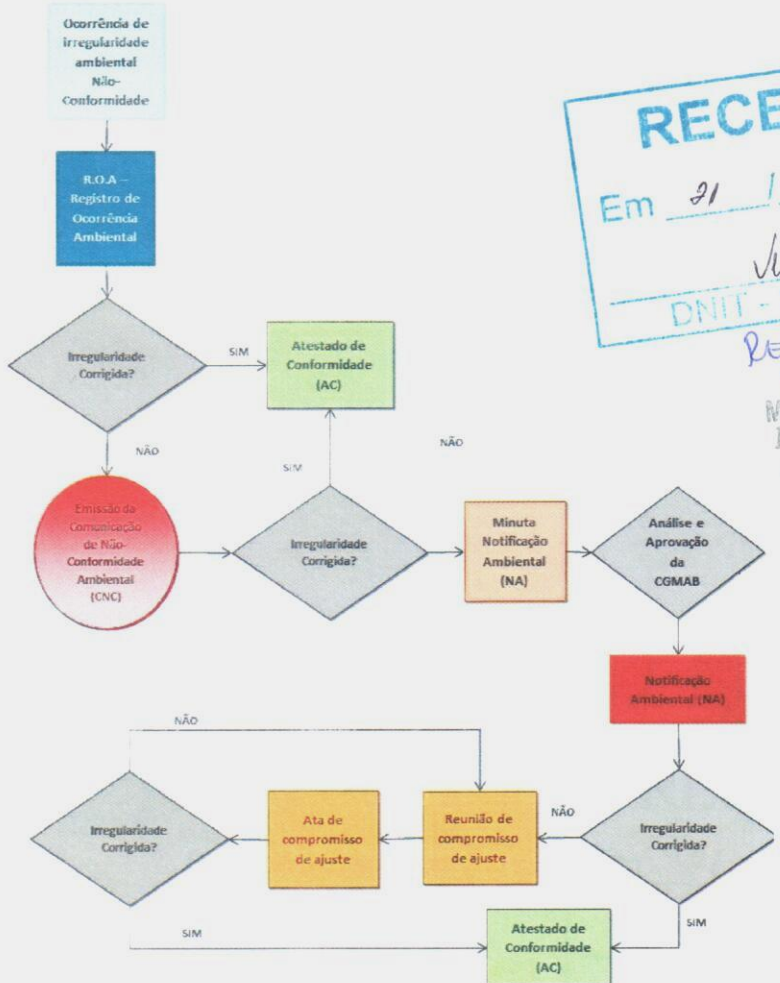 Ocorrência de
irregularidade
ambiental
Não-
Conformidade
R.O.A –
Registro de
Ocorrência
Ambiental
Irregularidade
Corrigida?
SIM
Atestado de
Conformidade
(AC)
NÃO
SIM
NÃO
Emissão da
Comunicação
de Não-
Conformidade
Ambiental
(CNC)
Irregularidade
Corrigida?
Minuta
Notificação
Ambiental
(NA)
Análise e
Aprovação
da
CGMAB
Notificação
Ambiental (NA)
NÃO
Irregularidade
Corrigida?
Ata de
compromisso
de ajuste
Reunião de
compromisso
de ajuste
NÃO
Irregularidade
Corrigida?
SIM
SIM
Atestado de
Conformidade
(AC)
RECE
Em 21 /
DNIT -